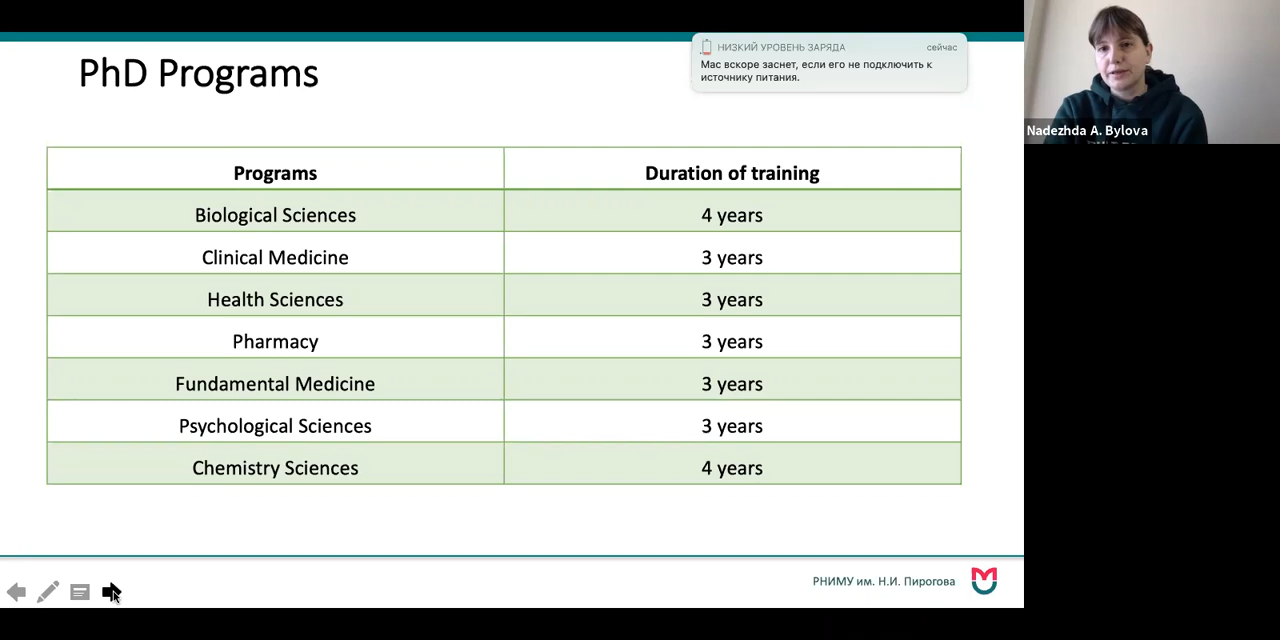 PhD Programs
НИЗКИЙ УРОВЕНЬ ЗАРЯДА сейчас
Mac вскоре заснет, если его не подключить к
источнику питания.
Nadezhda A. Bylova
Programs Duration of training
Biological Sciences 4 years
Clinical Medicine 3 years
Health Sciences 3 years
Pharmacy 3 years
Fundamental Medicine 3 years
Psychological Sciences 3 years
Chemistry Sciences 4 years
РНИМУ им. Н.И. Пирогова